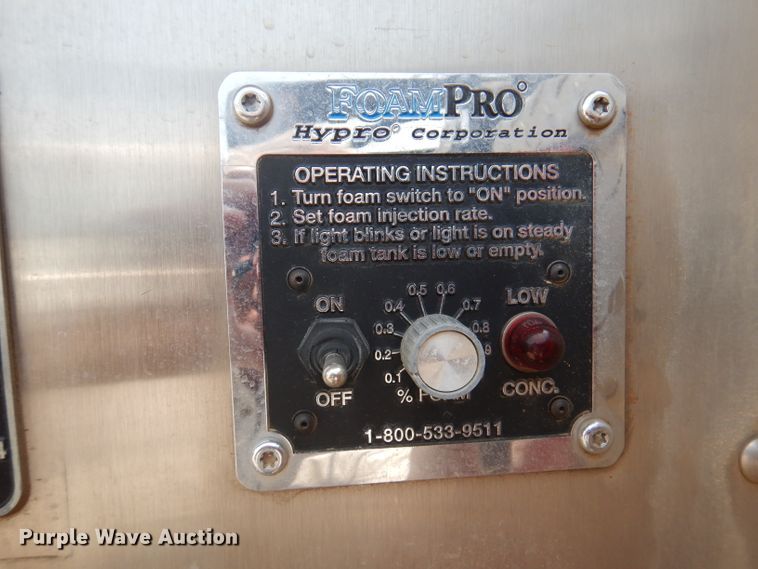 FOAMPRO
Hypro® Corporation
OPERATING INSTRUCTIONS
1. Turn foam switch to "ON" position.
2. Set foam injection rate.
3. If light blinks or light is on steady
foam tank is low or empty.
ON
OFF
0.1
0.2
0.3
0.4
0.5
0.6
0.7
0.8
9
% FOAM
LOW
CONC.
1-800-533-9511
Purple Wave Auction